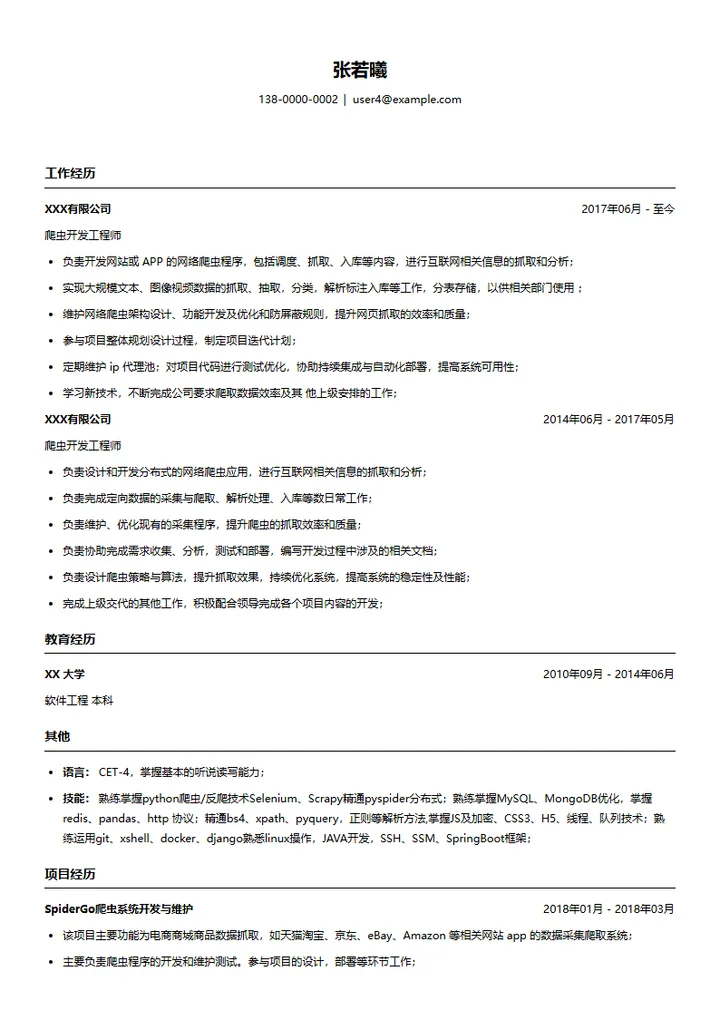 张若曦
138-0000-0002 | user4@example.com
工作经历
XXX有限公司 2017年06月 - 至今
爬虫开发工程师
• 负责开发网站或 APP 的网络爬虫程序，包括调度、抓取、入库等内容，进行互联网相关信息的抓取和分析；
• 实现大规模文本、图像视频数据的抓取、抽取，分类，解析标注入库等工作，分表存储，以供相关部门使用 ；
• 维护网络爬虫架构设计、功能开发及优化和防屏蔽规则，提升网页抓取的效率和质量；
• 参与项目整体规划设计过程，制定项目迭代计划；
• 定期维护 ip 代理池；对项目代码进行测试优化，协助持续集成与自动化部署，提高系统可用性；
• 学习新技术，不断完成公司要求爬取数据效率及其 他上级安排的工作；
XXX有限公司 2014年06月 - 2017年05月
爬虫开发工程师
• 负责设计和开发分布式的网络爬虫应用，进行互联网相关信息的抓取和分析；
• 负责完成定向数据的采集与爬取、解析处理、入库等数日常工作；
• 负责维护、优化现有的采集程序，提升爬虫的抓取效率和质量；
• 负责协助完成需求收集、分析，测试和部署，编写开发过程中涉及的相关文档；
• 负责设计爬虫策略与算法，提升抓取效果，持续优化系统，提高系统的稳定性及性能；
• 完成上级交代的其他工作，积极配合领导完成各个项目内容的开发；
教育经历
XX 大学 2010年09月 - 2014年06月
软件工程 本科
其他
• 语言： CET-4，掌握基本的听说读写能力；
• 技能： 熟练掌握python爬虫/反爬技术Selenium、Scrapy精通pyspider分布式；熟练掌握MySQL、MongoDB优化，掌握
redis、pandas、http 协议；精通bs4、xpath、pyquery，正则等解析方法,掌握JS及加密、CSS3、H5、线程、队列技术；熟
练运用git、xshell、docker、django熟悉linux操作，JAVA开发，SSH、SSM、SpringBoot框架；
项目经历
SpiderGo爬虫系统开发与维护 2018年01月 - 2018年03月
• 该项目主要功能为电商商城商品数据抓取，如天猫淘宝、京东、eBay、Amazon 等相关网站 app 的数据采集爬取系统；
• 主要负责爬虫程序的开发和维护测试。参与项目的设计，部署等环节工作；